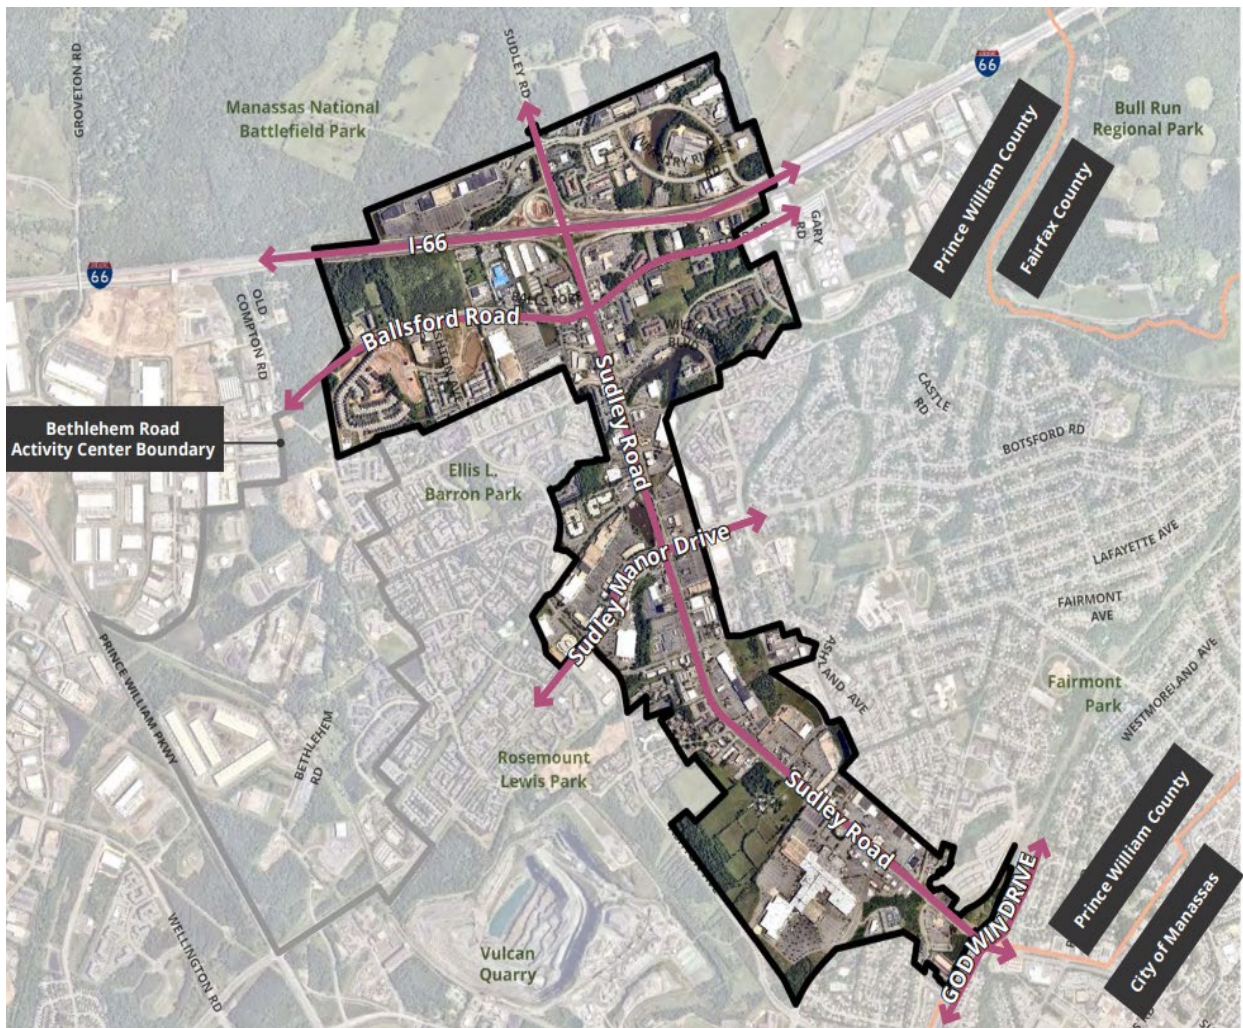 SUDLEY RD
GROVETON RD
66
Manassas National
Battlefield Park
Prince William County
Fairfax County
Bull Run
Regional Park
GARY
RD
I-66
66
OLD
COMPTON RD
Ballsford Road
Sudley Road
CASTLE
RD
BOTSFORD RD
Bethlehem Road
Activity Center Boundary
Ellis L.
Barron Park
Sudley Manor Drive
LAFAYETTE AVE
FAIRMONT
AVE
ASHLAND AVE
WESTMORELAND AVE
Fairmont
Park
PRINCE WILLIAM PKWY
BETHLEHEM
RD
Rosemount
Lewis Park
Sudley Road
Prince William County
City of Manassas
GODWIN DRIVE
WELLINGTON RD
Vulcan
Quarry